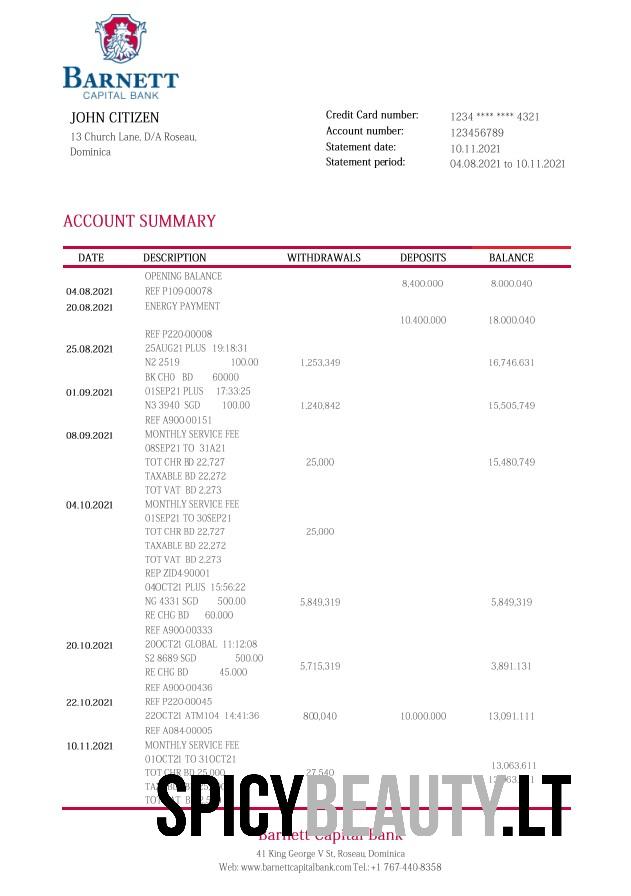 BARNETT
CAPITAL BANK
JOHN CITIZEN
13 Church Lane, D/A Roseau,
Dominica
Credit Card number: 1234 **** **** 4321
Account number: 123456789
Statement date: 10.11.2021
Statement period: 04.08.2021 to 10.11.2021
ACCOUNT SUMMARY
DATE DESCRIPTION WITHDRAWALS DEPOSITS BALANCE
OPENING BALANCE 8,400.000 8.000.040
04.08.2021 REF P109-00078
20.08.2021 ENERGY PAYMENT
10.400.000 18.000.040
REF P220-00008
25.08.2021 25AUG21 PLUS 19:18:31
N2 2519 100.00 1,253,349 16,746.631
BK CHO BD 60000
01.09.2021 01SEP21 PLUS 17:33:25
N3 3940 SGD 100.00 1,240,842 15,505,749
REF A900-00151
08.09.2021 MONTHLY SERVICE FEE
08SEP21 TO 31A21
TOT CHR BD 22,727 25,000 15,480,749
TAXABLE BD 22,272
TOT VAT BD 2,273
04.10.2021 MONTHLY SERVICE FEE
01SEP21 TO 30SEP21
TOT CHR BD 22,727 25,000
TAXABLE BD 22,272
TOT VAT BD 2,273
REP ZID4-90001
04OCT21 PLUS 15:56:22
NG 4331 SGD 500.00 5,849,319 5,849,319
RE CHG BD 60.000
REF A900-00333
20.10.2021 20OCT21 GLOBAL 11:12:08
S2 8689 SGD 500.00
5,715,319 3,891.131
RE CHG BD 45.000
REF A900-00436
22.10.2021 REF P220-00045
22OCT21 ATM104 14:41:36 800,040 10.000.000 13,091.111
REF A084-00005
10.11.2021 MONTHLY SERVICE FEE
01OCT21 TO 31OCT21 13,063.611
TOT CHR BD 25,000 27,540
SPICYBEAUTY.LT
Barnett Capital Bank
41 King George V St, Roseau, Dominica
Web: www.barnettcapitalbank.com Tel.: +1 767-440-8358